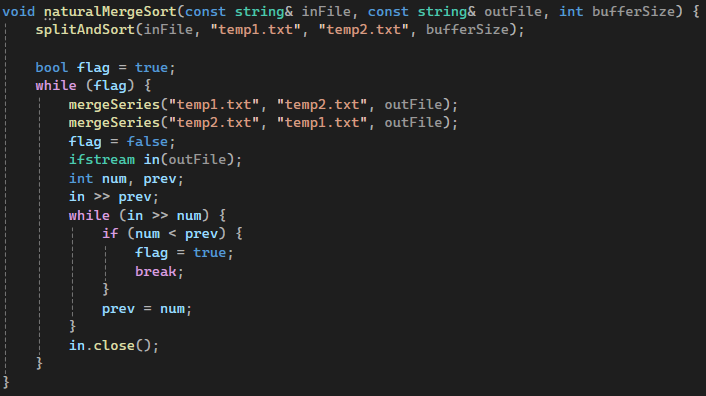 void naturalMergeSort(const string& inFile, const string& outFile, int bufferSize) {
    splitAndSort(inFile, "temp1.txt", "temp2.txt", bufferSize);

    bool flag = true;
    while (flag) {
        mergeSeries("temp1.txt", "temp2.txt", outFile);
        mergeSeries("temp2.txt", "temp1.txt", outFile);
        flag = false;
        ifstream in(outFile);
        int num, prev;
        in >> prev;
        while (in >> num) {
            if (num < prev) {
                flag = true;
                break;
            }
            prev = num;
        }
        in.close();
    }
}